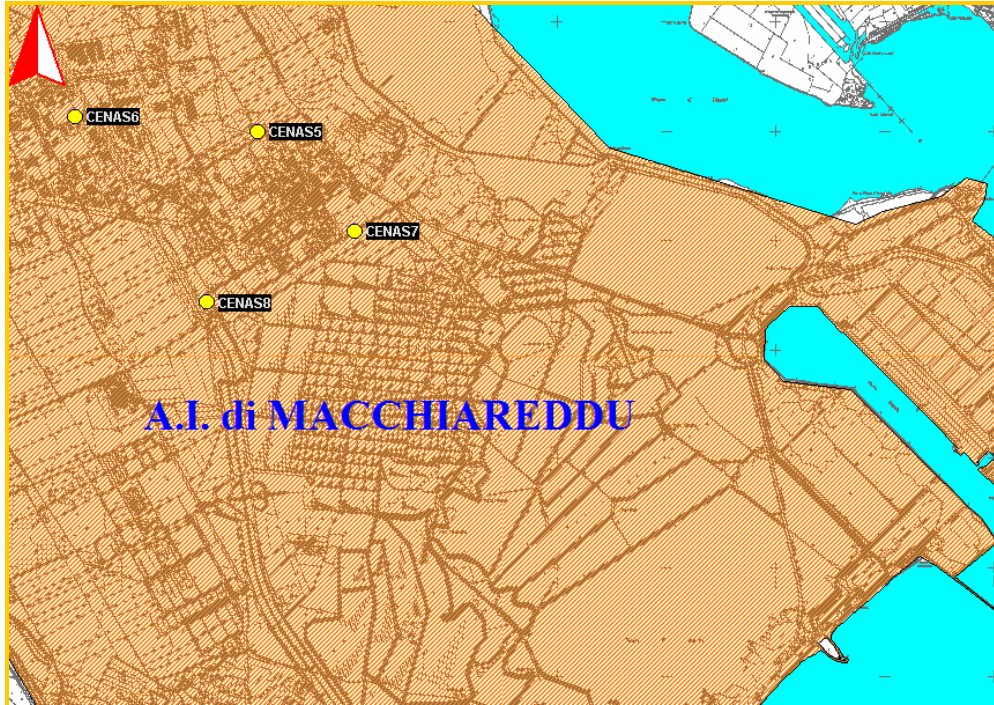 CENAS6
CENAS5
CENAS7
CENAS8
A.I. di MACCHIAREDDU